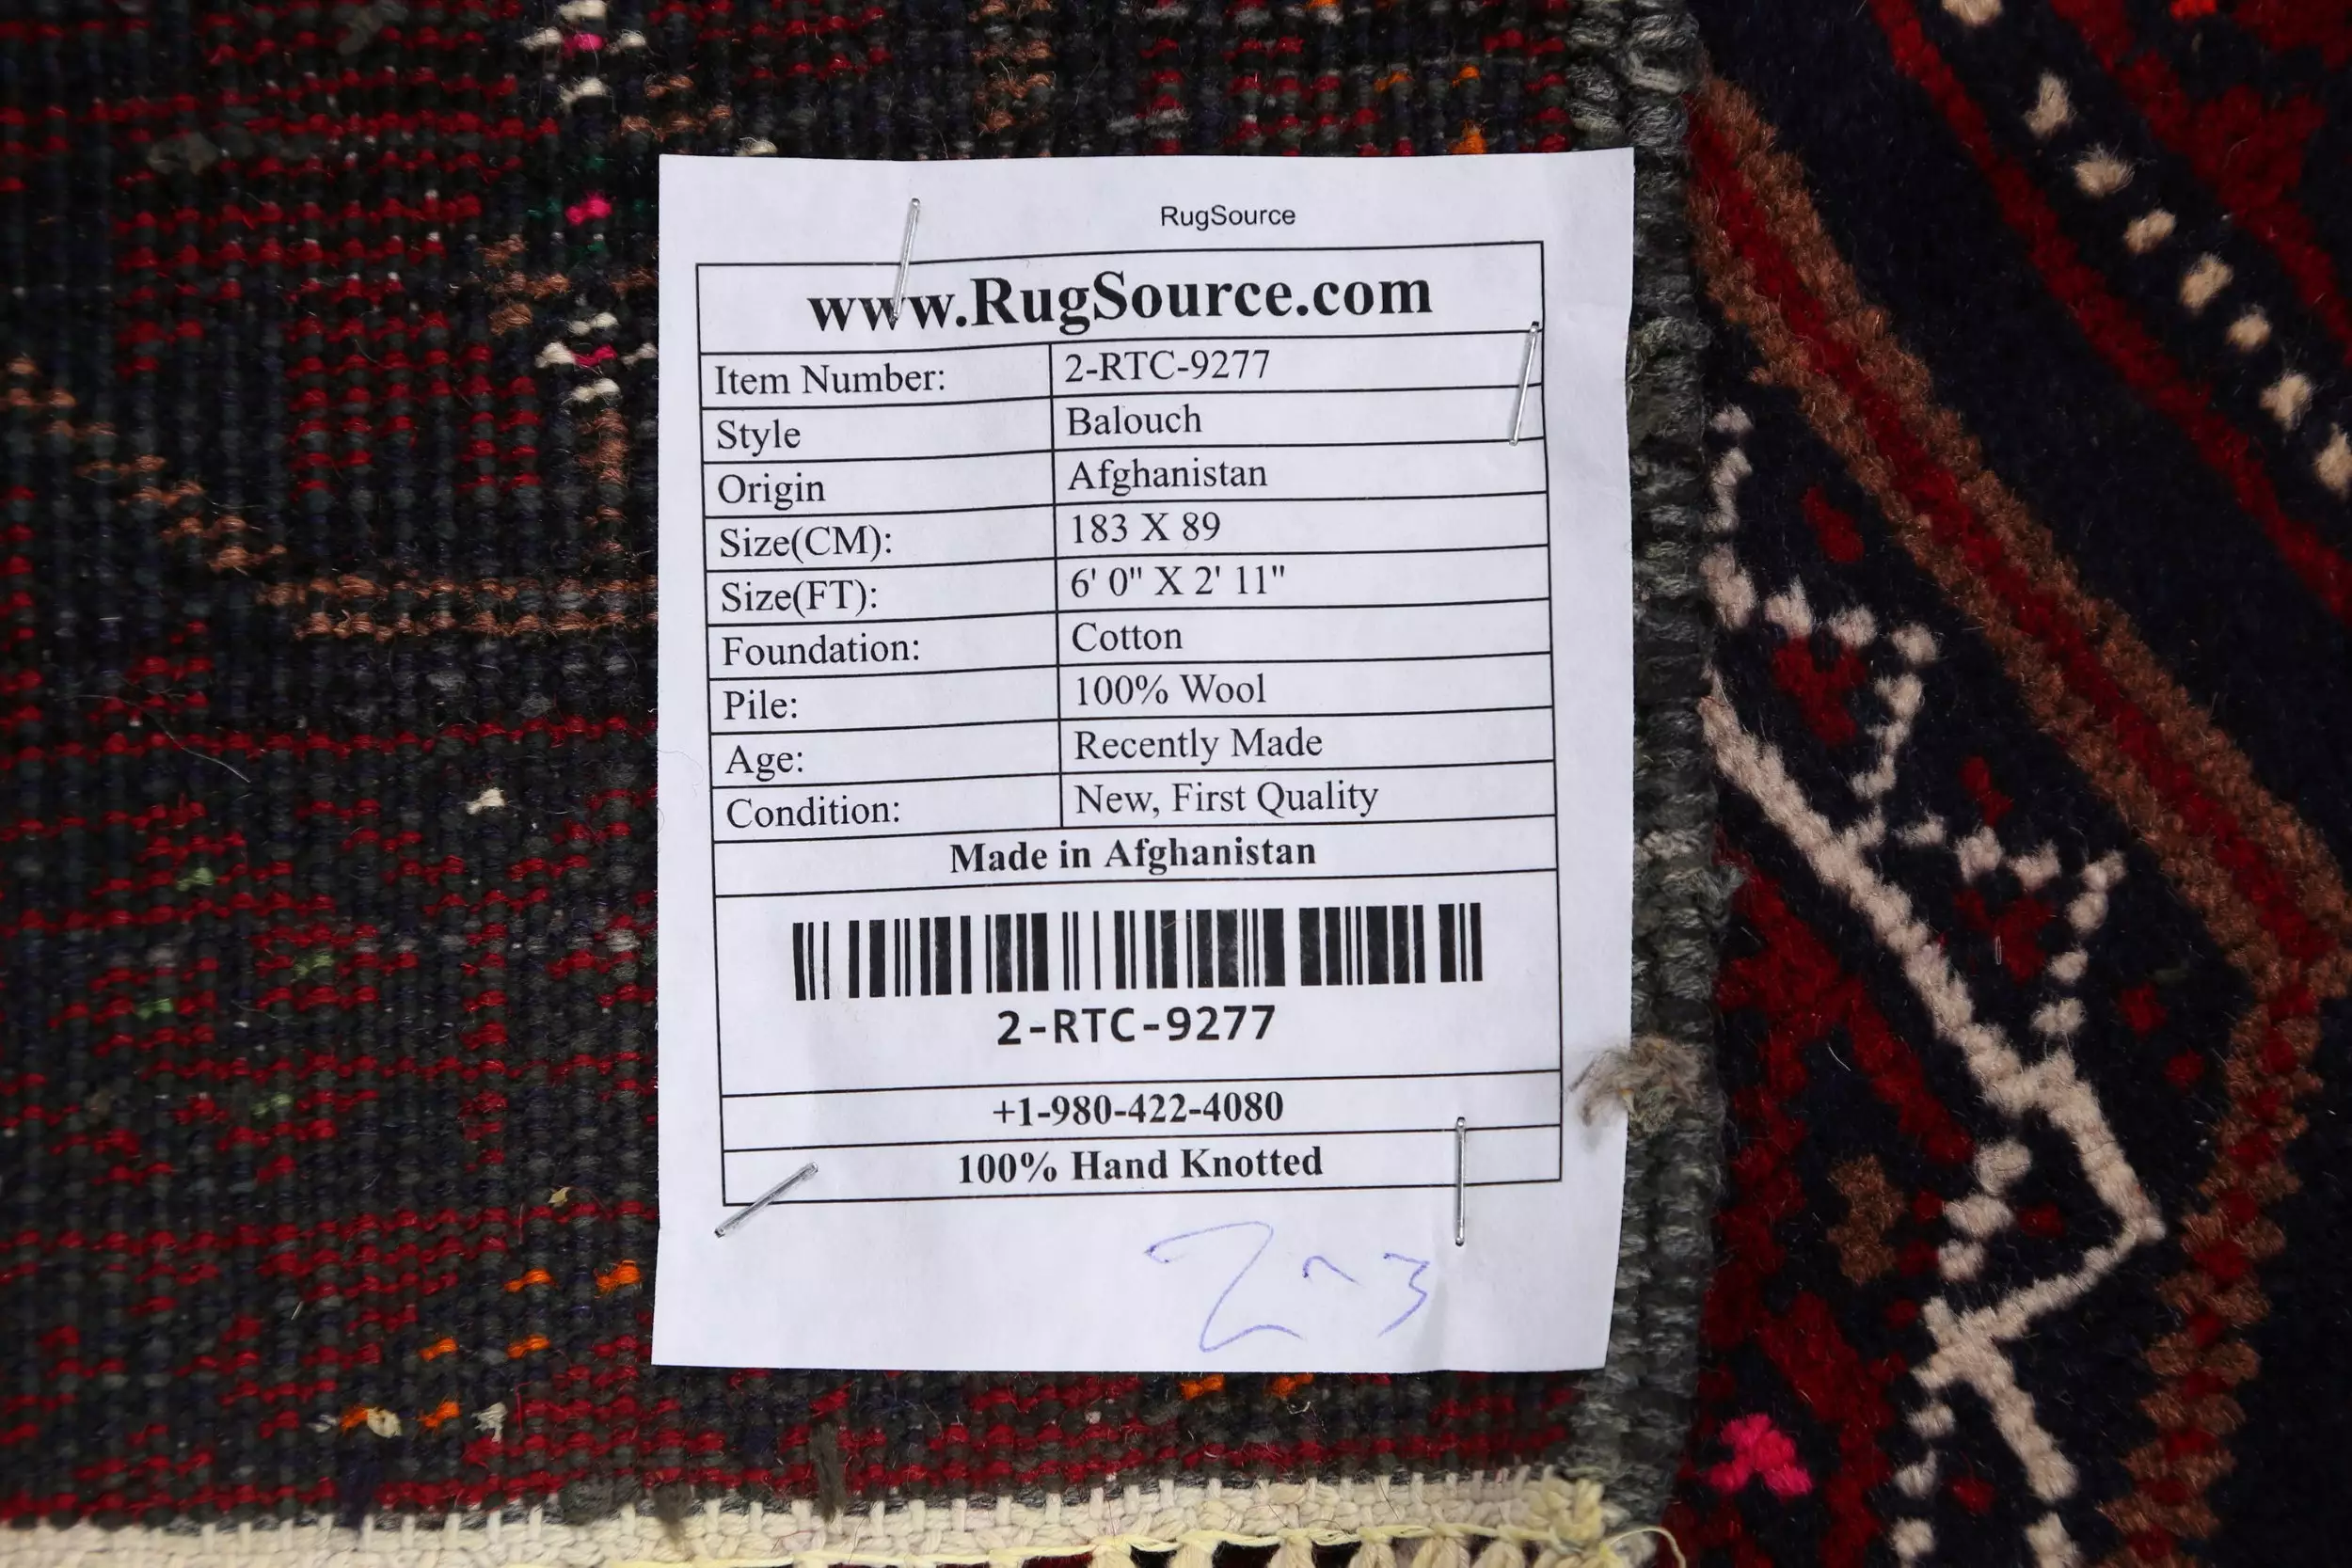 RugSource
www.RugSource.com
Item Number: 2-RTC-9277
Style Balouch
Origin Afghanistan
Size(CM): 183 X 89
Size(FT): 6' 0" X 2' 11"
Foundation: Cotton
Pile: 100% Wool
Age: Recently Made
Condition: New, First Quality
Made in Afghanistan
2-RTC-9277
+1-980-422-4080
100% Hand Knotted